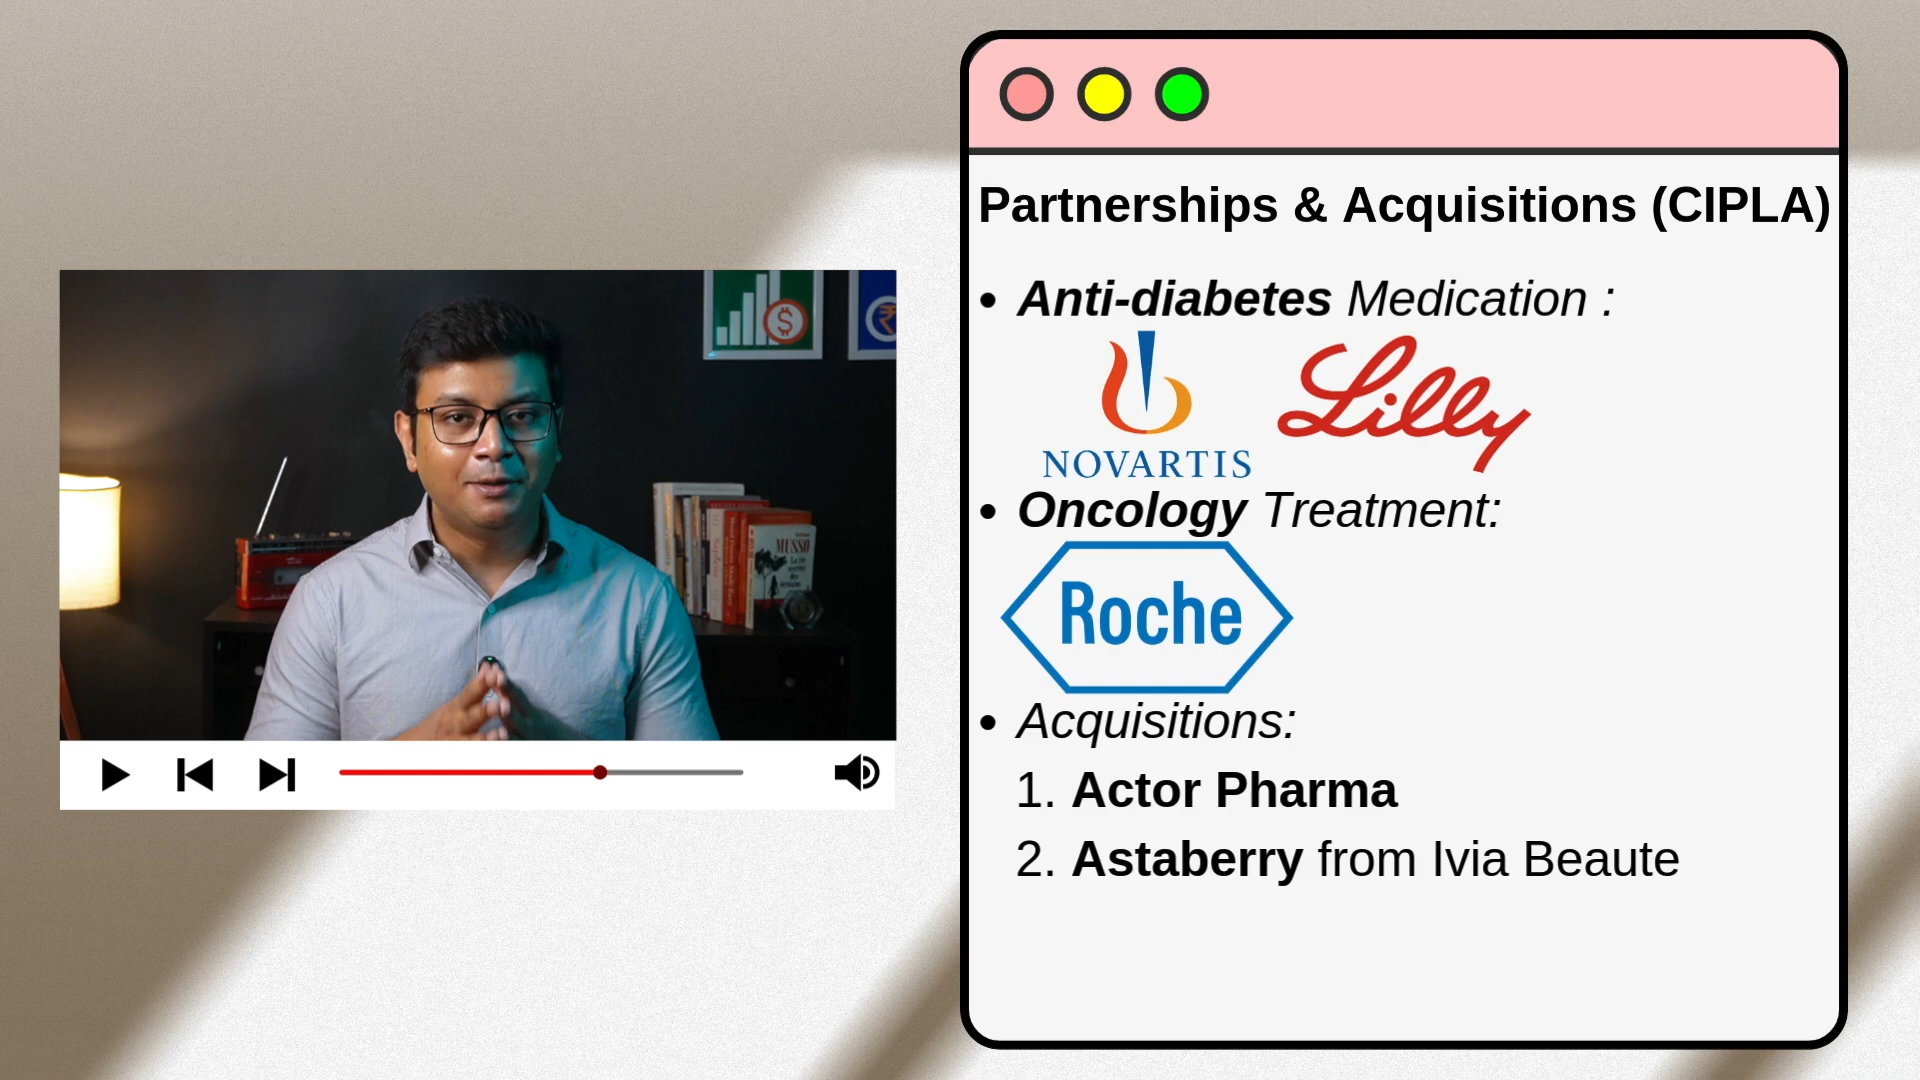 Partnerships & Acquisitions (CIPLA)
• Anti-diabetes Medication :
NOVARTIS Lilly
• Oncology Treatment:
Roche
• Acquisitions:
1. Actor Pharma
2. Astaberry from Ivia Beaute
MUSSO